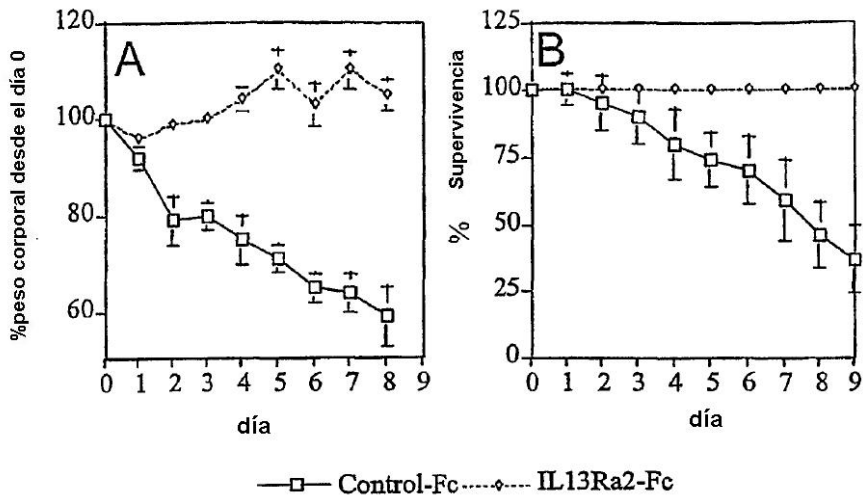 A
%peso corporal desde el día 0
120
100
80
60
0 1 2 3 4 5 6 7 8 9
día
B
% Supervivencia
125
100
75
50
25
0
0 1 2 3 4 5 6 7 8 9
día
Control-Fc
IL13Ra2-Fc